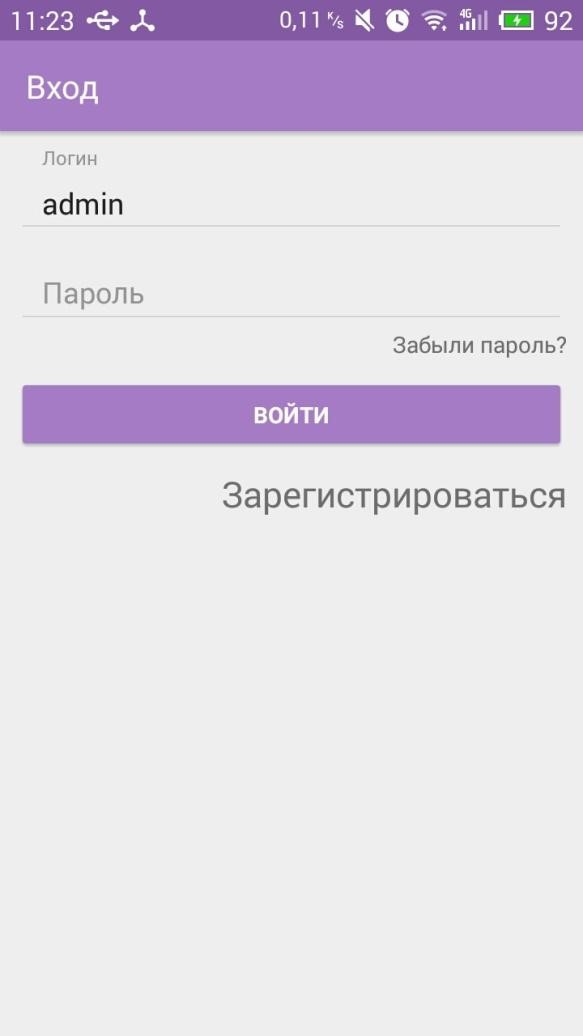 11:23 0,11 K/s 4G 92
Вход
Логин
admin
Пароль
Забыли пароль?
ВОЙТИ
Зарегистрироваться